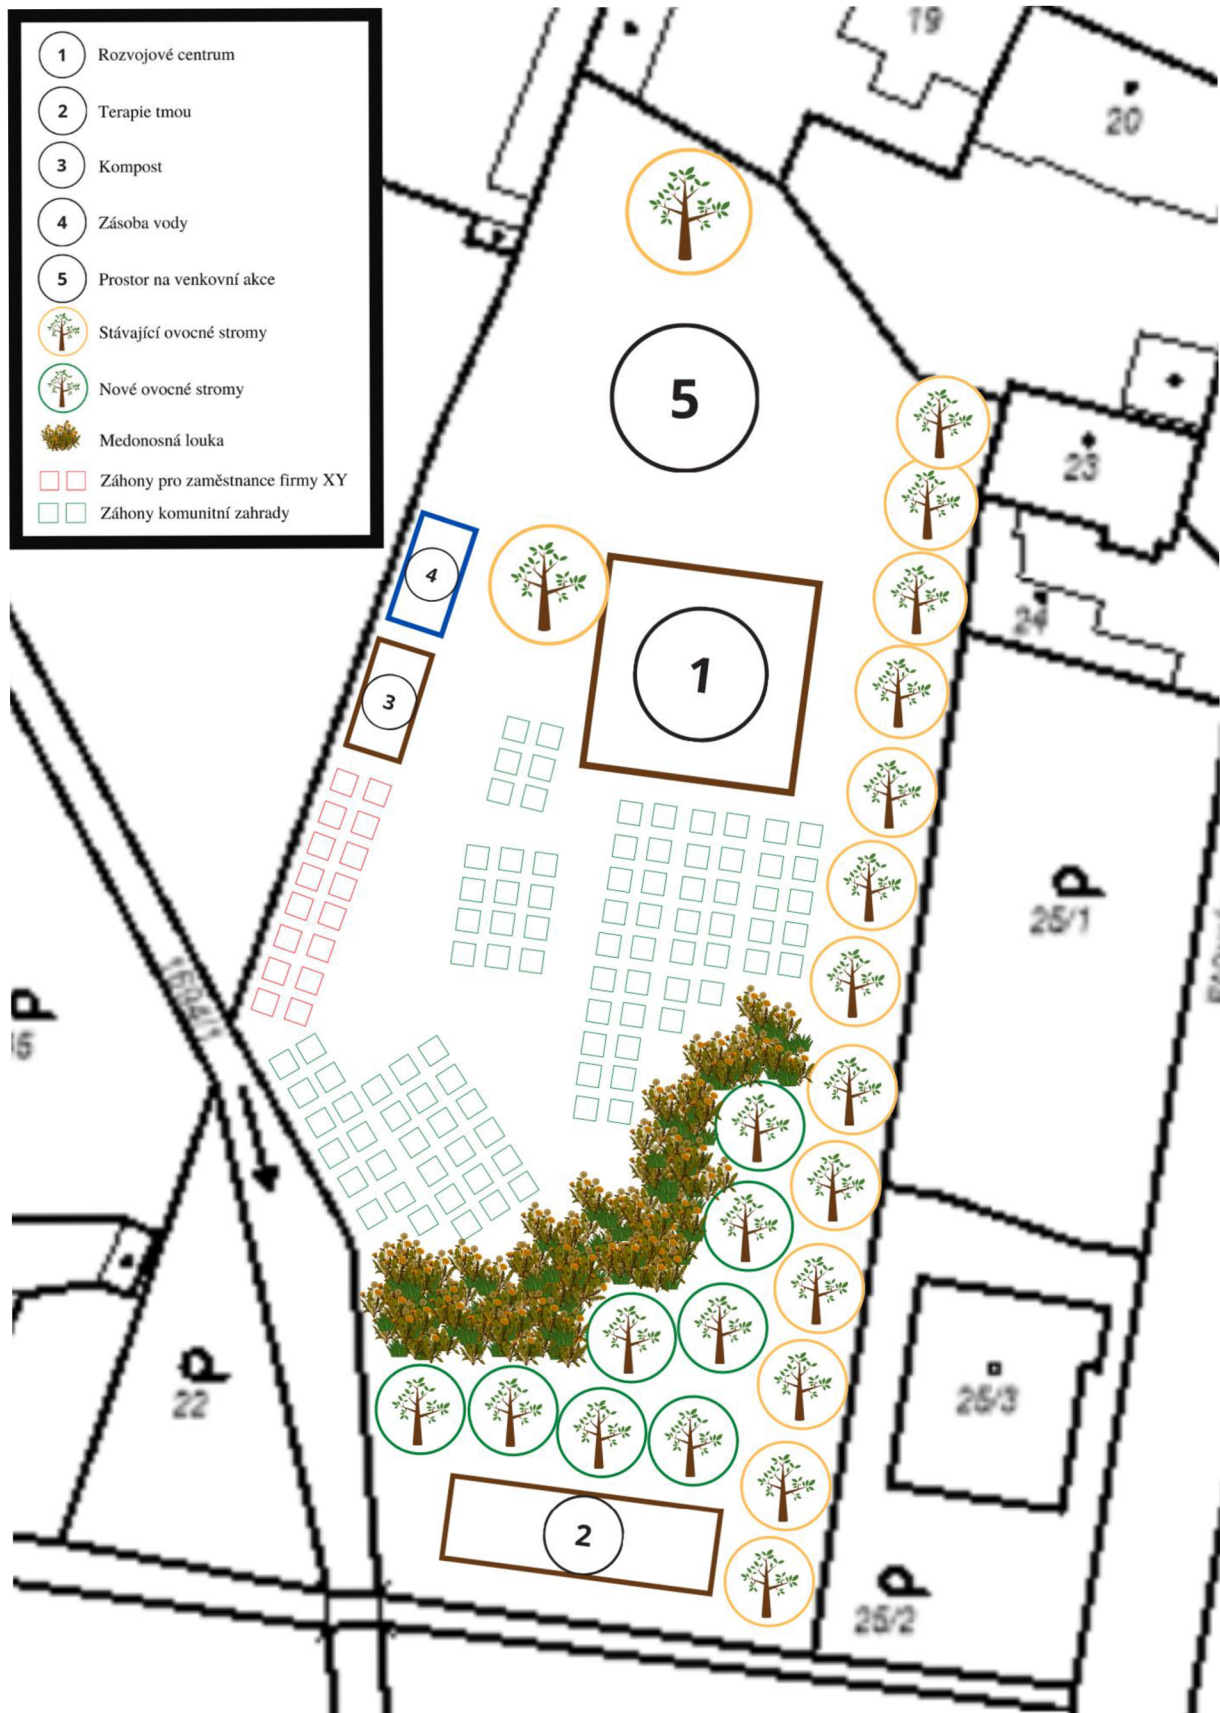 1 Rozvojové centrum
2 Terapie tmou
3 Kompost
4 Zásoba vody
5 Prostor na venkovní akce
Stávající ovocné stromy
Nové ovocné stromy
Medonosná louka
Záhony pro zaměstnance firmy XY
Záhony komunitní zahrady
19
20
5
23
4
24
1
3
25/1
1694/1
22
25/3
2
25/2